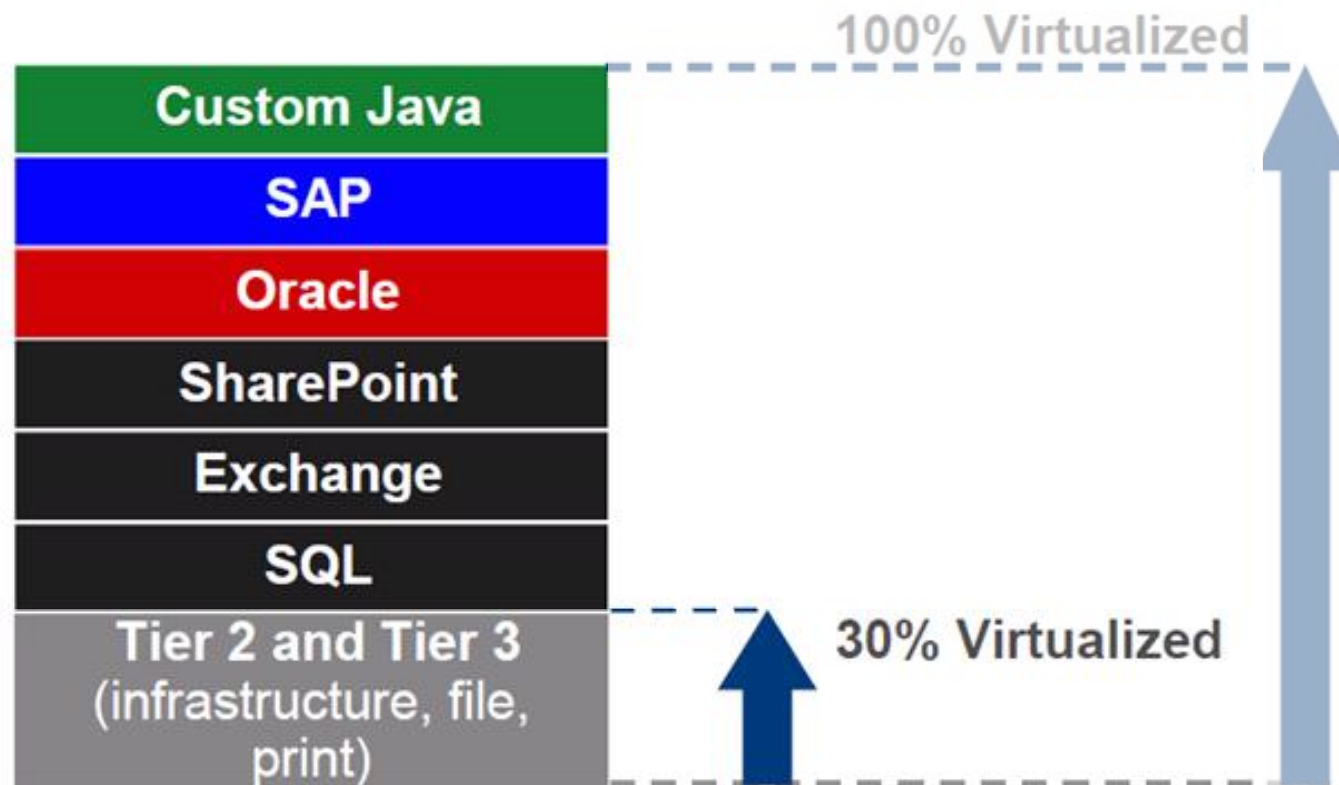 100% Virtualized
Custom Java
SAP
Oracle
SharePoint
Exchange
SQL
Tier 2 and Tier 3
(infrastructure, file,
print)
30% Virtualized